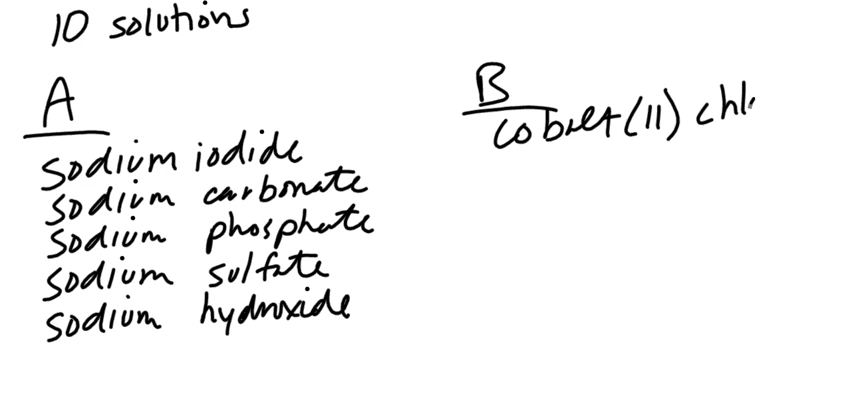 10 solutions
A
sodium iodide
sodium carbonate
sodium phosphate
sodium sulfate
sodium hydroxide
B
cobalt (II) chl